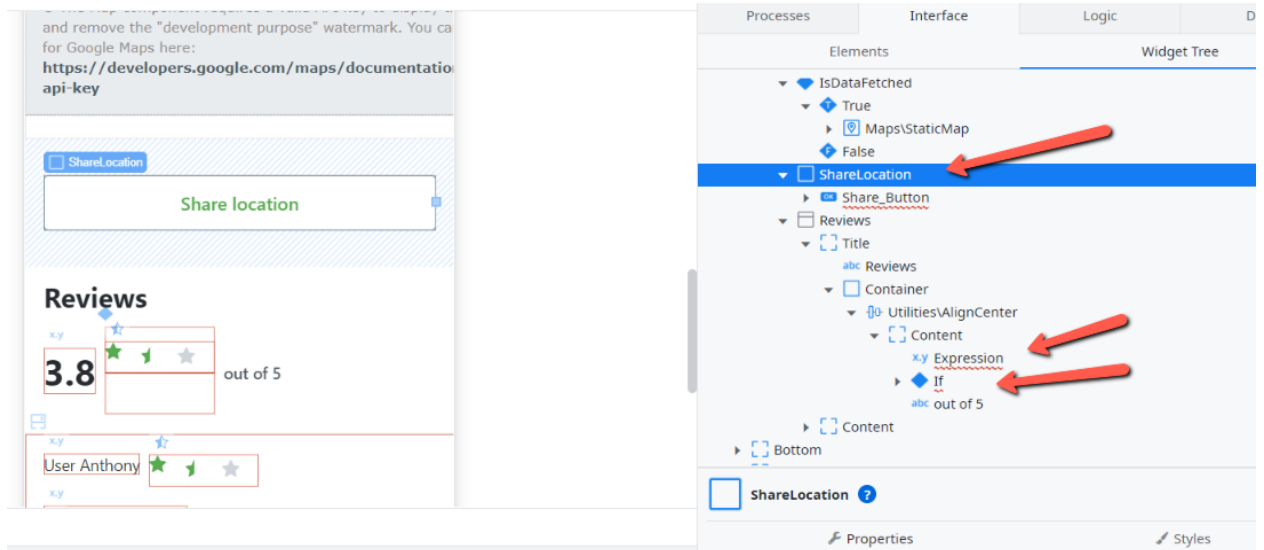 and remove the "development purpose" watermark. You ca
for Google Maps here:
https://developers.google.com/maps/documentatio
api-key
ShareLocation
Share location
Reviews
x.y
3.8
out of 5
x.y
User Anthony
x.y
Processes
Interface
Logic
D
Elements
Widget Tree
IsDataFetched
T True
Maps\StaticMap
F False
ShareLocation
OK Share_Button
Reviews
Title
abc Reviews
Container
Utilities\AlignCenter
Content
x.y Expression
If
abc out of 5
Content
Bottom
ShareLocation ?
Properties
Styles